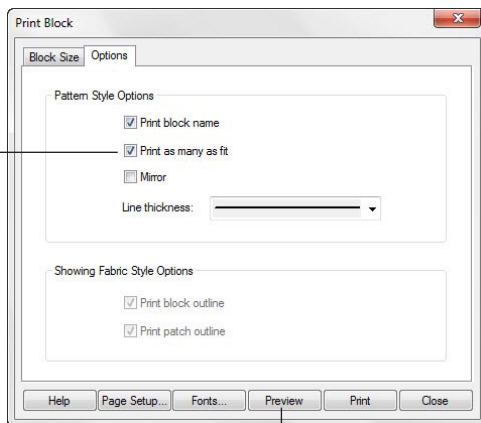 Print Block
Block Size Options
Pattern Style Options
Print block name
Print as many as fit
Mirror
Line thickness:
Showing Fabric Style Options
Print block outline
Print patch outline
Help Page Setup... Fonts... Preview Print Close